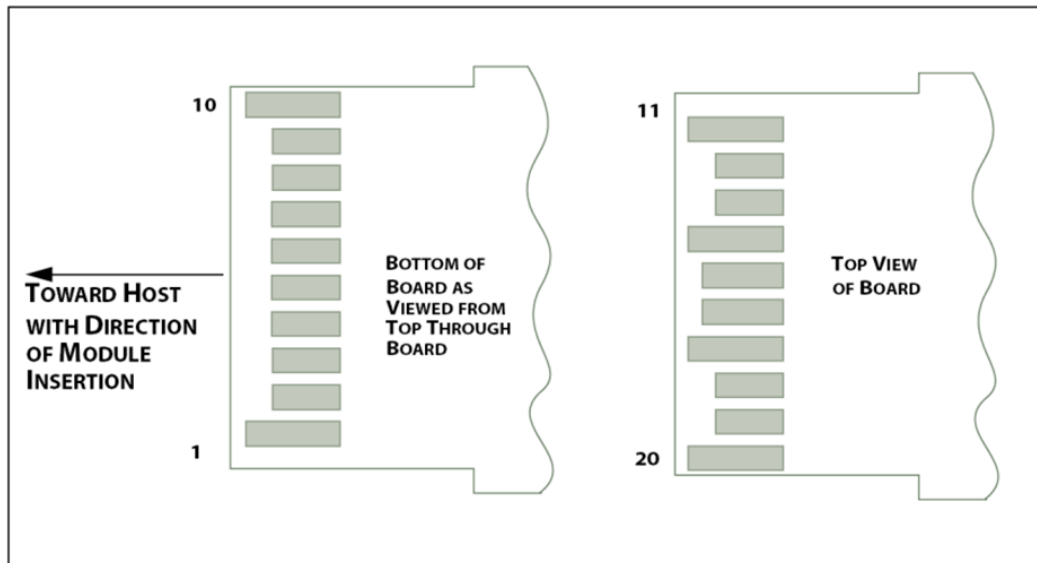 10
TOWARD HOST
WITH DIRECTION
OF MODULE
INSERTION
1
BOTTOM OF
BOARD AS
VIEWED FROM
TOP THROUGH
BOARD
11
TOP VIEW
OF BOARD
20